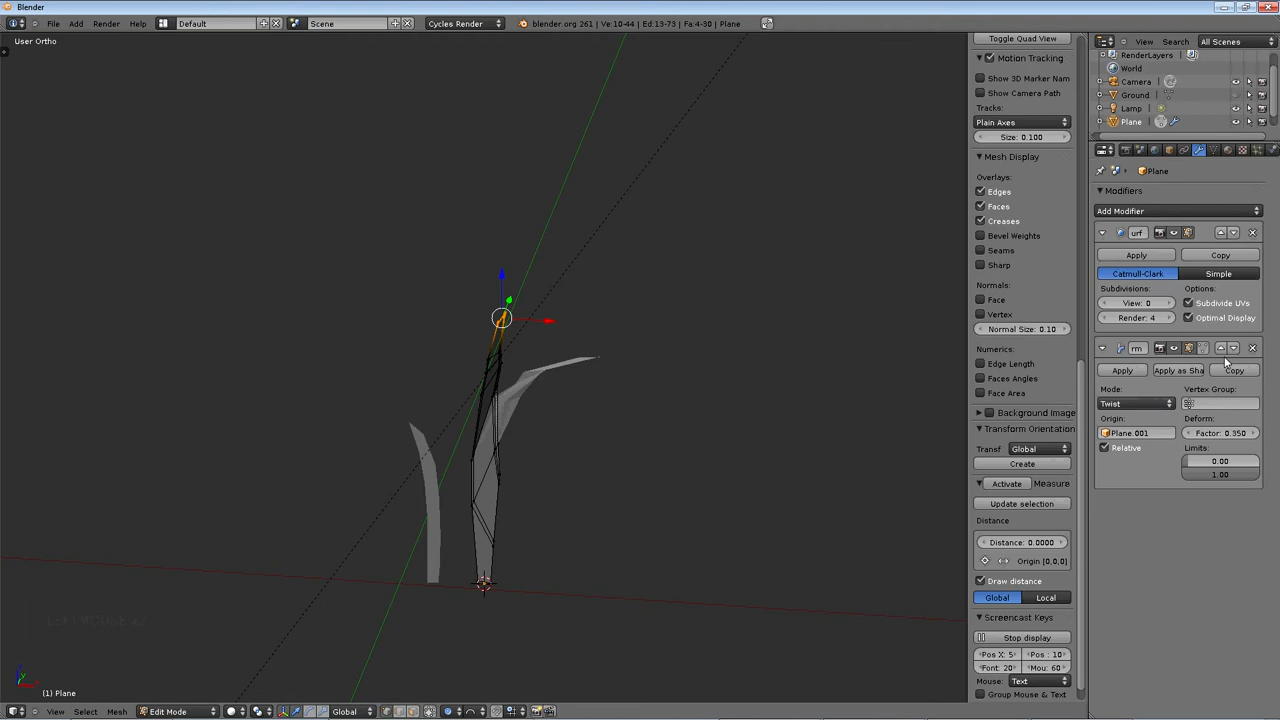 Blender
File Add Render Help Default Scene Cycles Render blender.org 261 | Ve:10-44 | Ed:13-73 | Fa:4-30 | Plane
User Ortho
(1) Plane
View Select Mesh Edit Mode Global
Toggle Quad View
Motion Tracking
Show 3D Marker Nam
Show Camera Path
Tracks:
Plain Axes
Size: 0.100
Mesh Display
Overlays:
Edges
Faces
Creases
Bevel Weights
Seams
Sharp
Normals:
Face
Vertex
Normal Size: 0.10
Numerics:
Edge Length
Faces Angles
Face Area
Background Image
Transform Orientation
Transf Global
Create
Activate Measure
Update selection
Distance
Distance: 0.0000
Origin [0,0,0]
Draw distance
Global Local
Screencast Keys
Stop display
Pos X: 5 Pos : 10
Font: 20 Mou: 60
Mouse: Text
Group Mouse & Text
View Search All Scenes
RenderLayers
World
Camera
Ground
Lamp
Plane
Plane
Modifiers
Add Modifier
urf
Apply Copy
Catmull-Clark Simple
Subdivisions: Options:
View: 0 Subdivide UVs
Render: 4 Optimal Display
rm
Apply Apply as Sha Copy
Mode: Vertex Group:
Twist
Origin: Deform:
Plane.001 Factor: 0.350
Relative Limits:
0.00
1.00